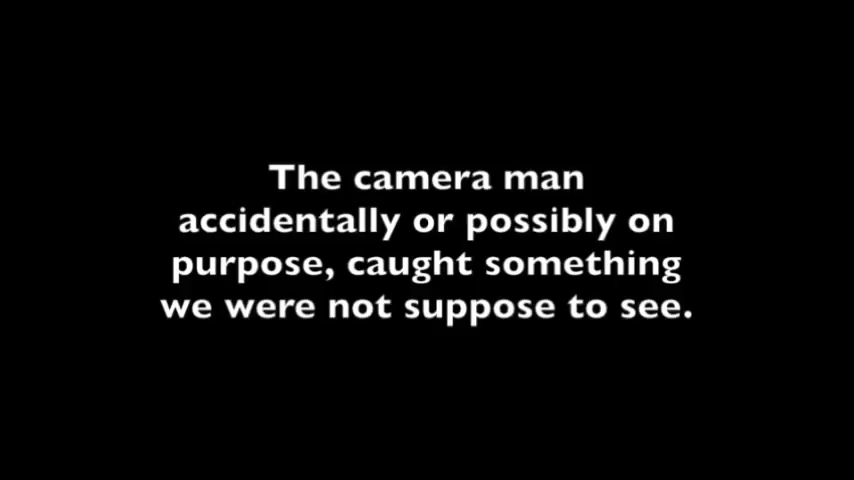 The camera man
accidentally or possibly on
purpose, caught something
we were not suppose to see.